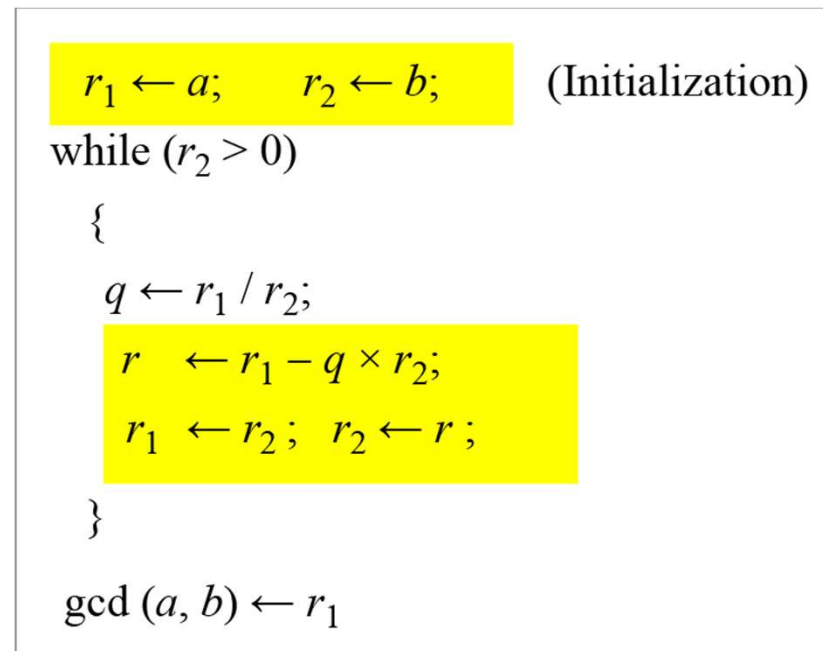 r₁ ← a; r₂ ← b; (Initialization)
while (r₂ > 0)
{
q ← r₁ / r₂;
r ← r₁ − q × r₂;
r₁ ← r₂ ; r₂ ← r ;
}
gcd (a, b) ← r₁